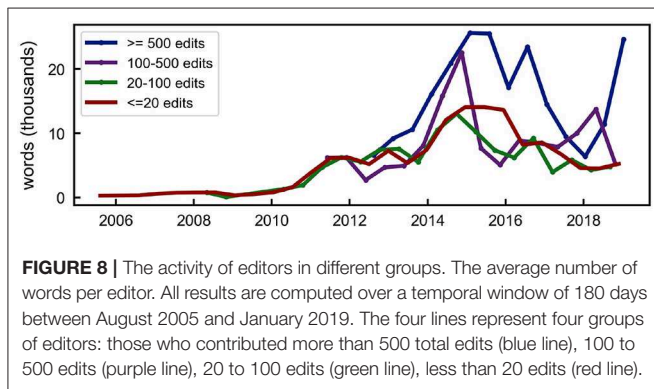 >= 500 edits
100-500 edits
20-100 edits
<=20 edits
words (thousands)
20
10
0
2006 2008 2010 2012 2014 2016 2018
FIGURE 8 | The activity of editors in different groups. The average number of
words per editor. All results are computed over a temporal window of 180 days
between August 2005 and January 2019. The four lines represent four groups
of editors: those who contributed more than 500 total edits (blue line), 100 to
500 edits (purple line), 20 to 100 edits (green line), less than 20 edits (red line).